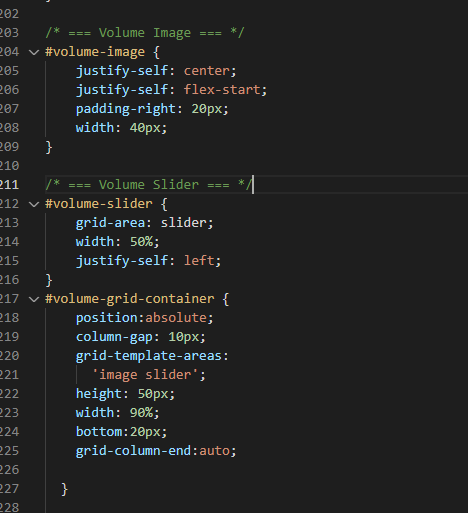 202
203 /* === Volume Image === */
204 #volume-image {
205 justify-self: center;
206 justify-self: flex-start;
207 padding-right: 20px;
208 width: 40px;
209 }
210
211 /* === Volume Slider === */
212 #volume-slider {
213 grid-area: slider;
214 width: 50%;
215 justify-self: left;
216 }
217 #volume-grid-container {
218 position:absolute;
219 column-gap: 10px;
220 grid-template-areas:
221 'image slider';
222 height: 50px;
223 width: 90%;
224 bottom:20px;
225 grid-column-end:auto;
226
227 }
228